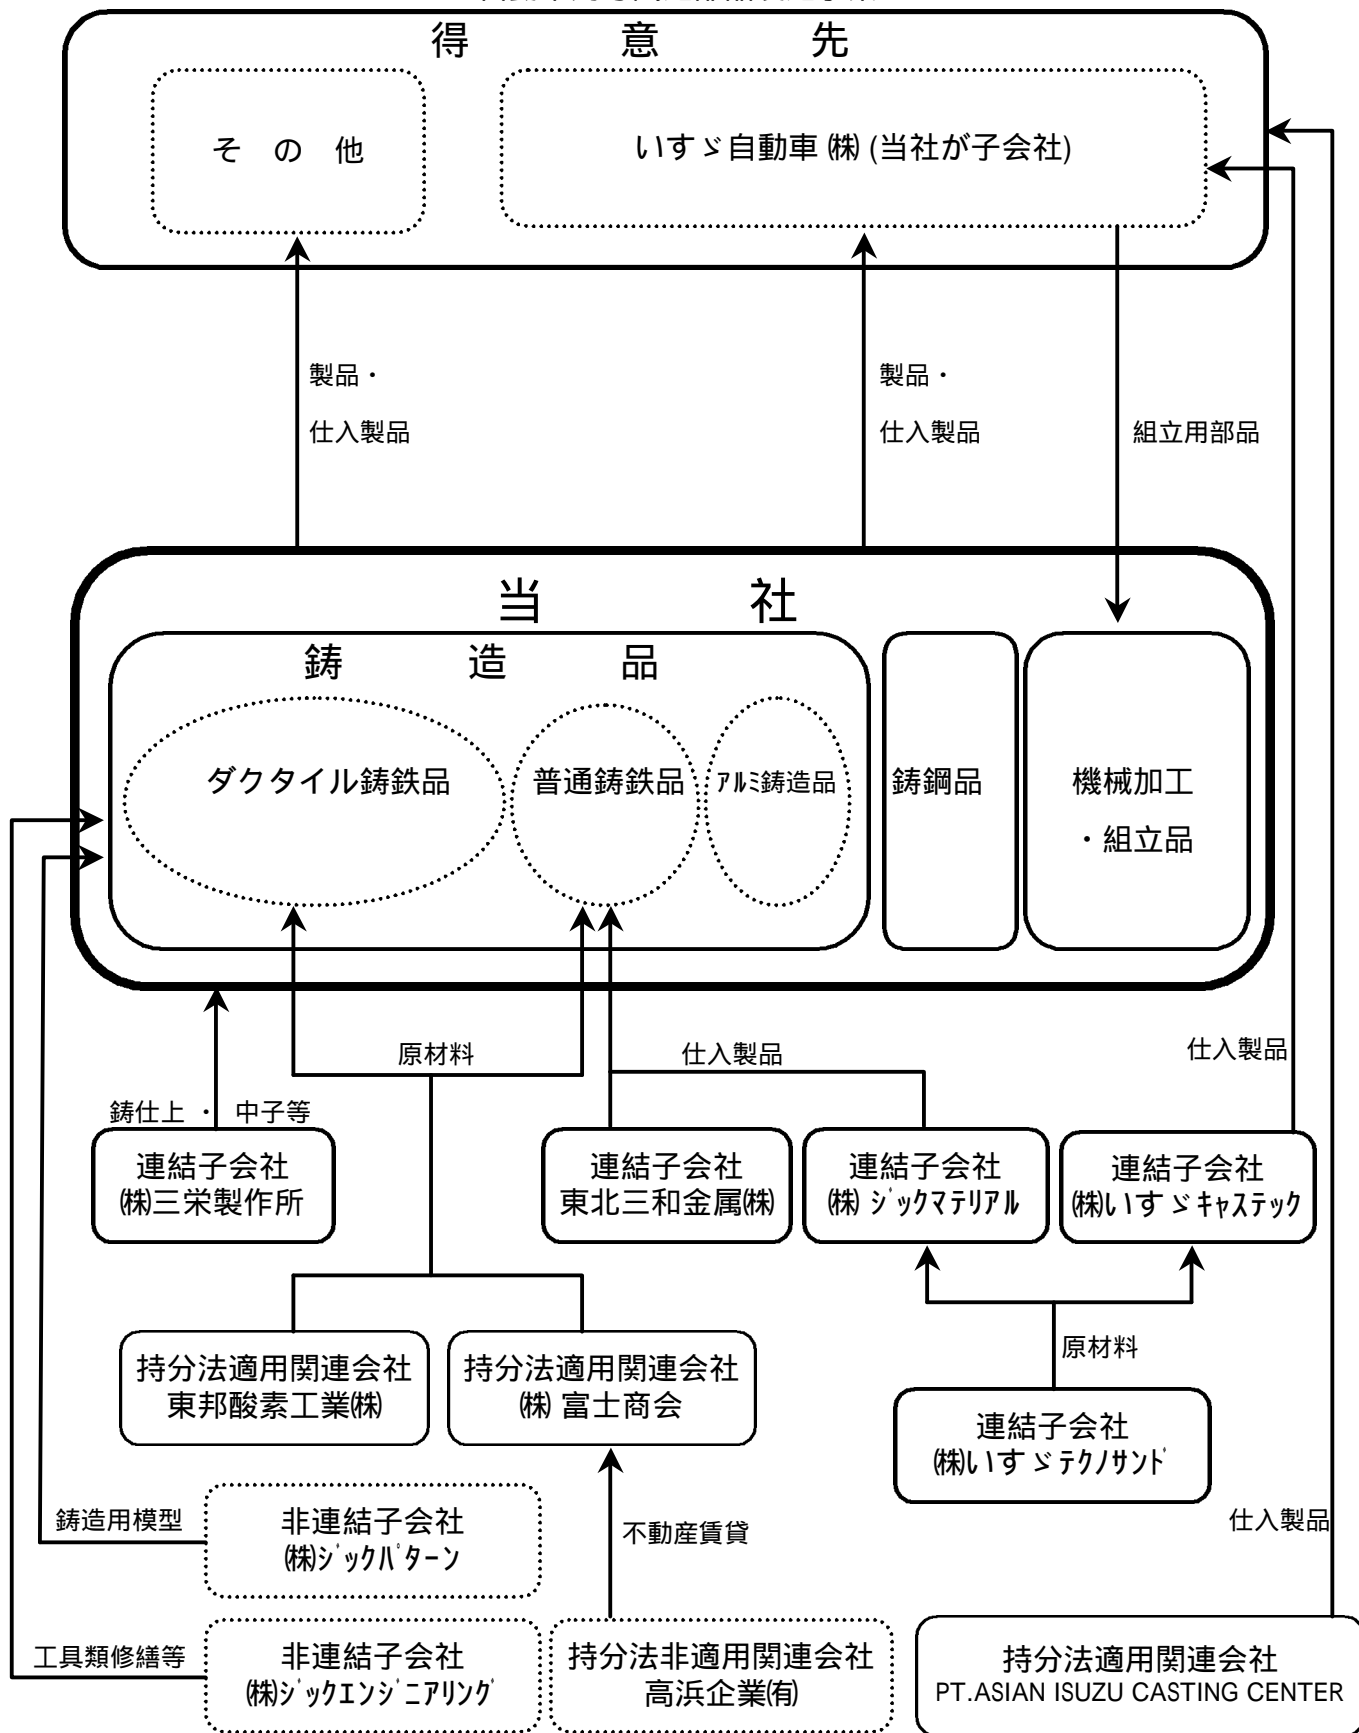 得 意 先
そ の 他
いすゞ自動車 ㈱ (当社が子会社)
製品・
仕入製品
製品・
仕入製品
組立用部品
当 社
鋳 造 品
ダクタイル鋳鉄品
普通鋳鉄品
ｱﾙﾐ鋳造品
鋳鋼品
機械加工
・組立品
原材料
仕入製品
仕入製品
鋳仕上 ・ 中子等
連結子会社
㈱三栄製作所
連結子会社
東北三和金属㈱
連結子会社
㈱ ｼﾞｯｸﾏﾃﾘｱﾙ
連結子会社
㈱いすゞｷｬｽﾃｯｸ
持分法適用関連会社
東邦酸素工業㈱
持分法適用関連会社
㈱ 富士商会
原材料
連結子会社
㈱いすゞﾃｸﾉｻﾝﾄﾞ
鋳造用模型
非連結子会社
㈱ｼﾞｯｸﾊﾟﾀｰﾝ
不動産賃貸
仕入製品
工具類修繕等
非連結子会社
㈱ｼﾞｯｸｴﾝｼﾞﾆｱﾘﾝｸﾞ
持分法非適用関連会社
高浜企業㈲
持分法適用関連会社
PT.ASIAN ISUZU CASTING CENTER